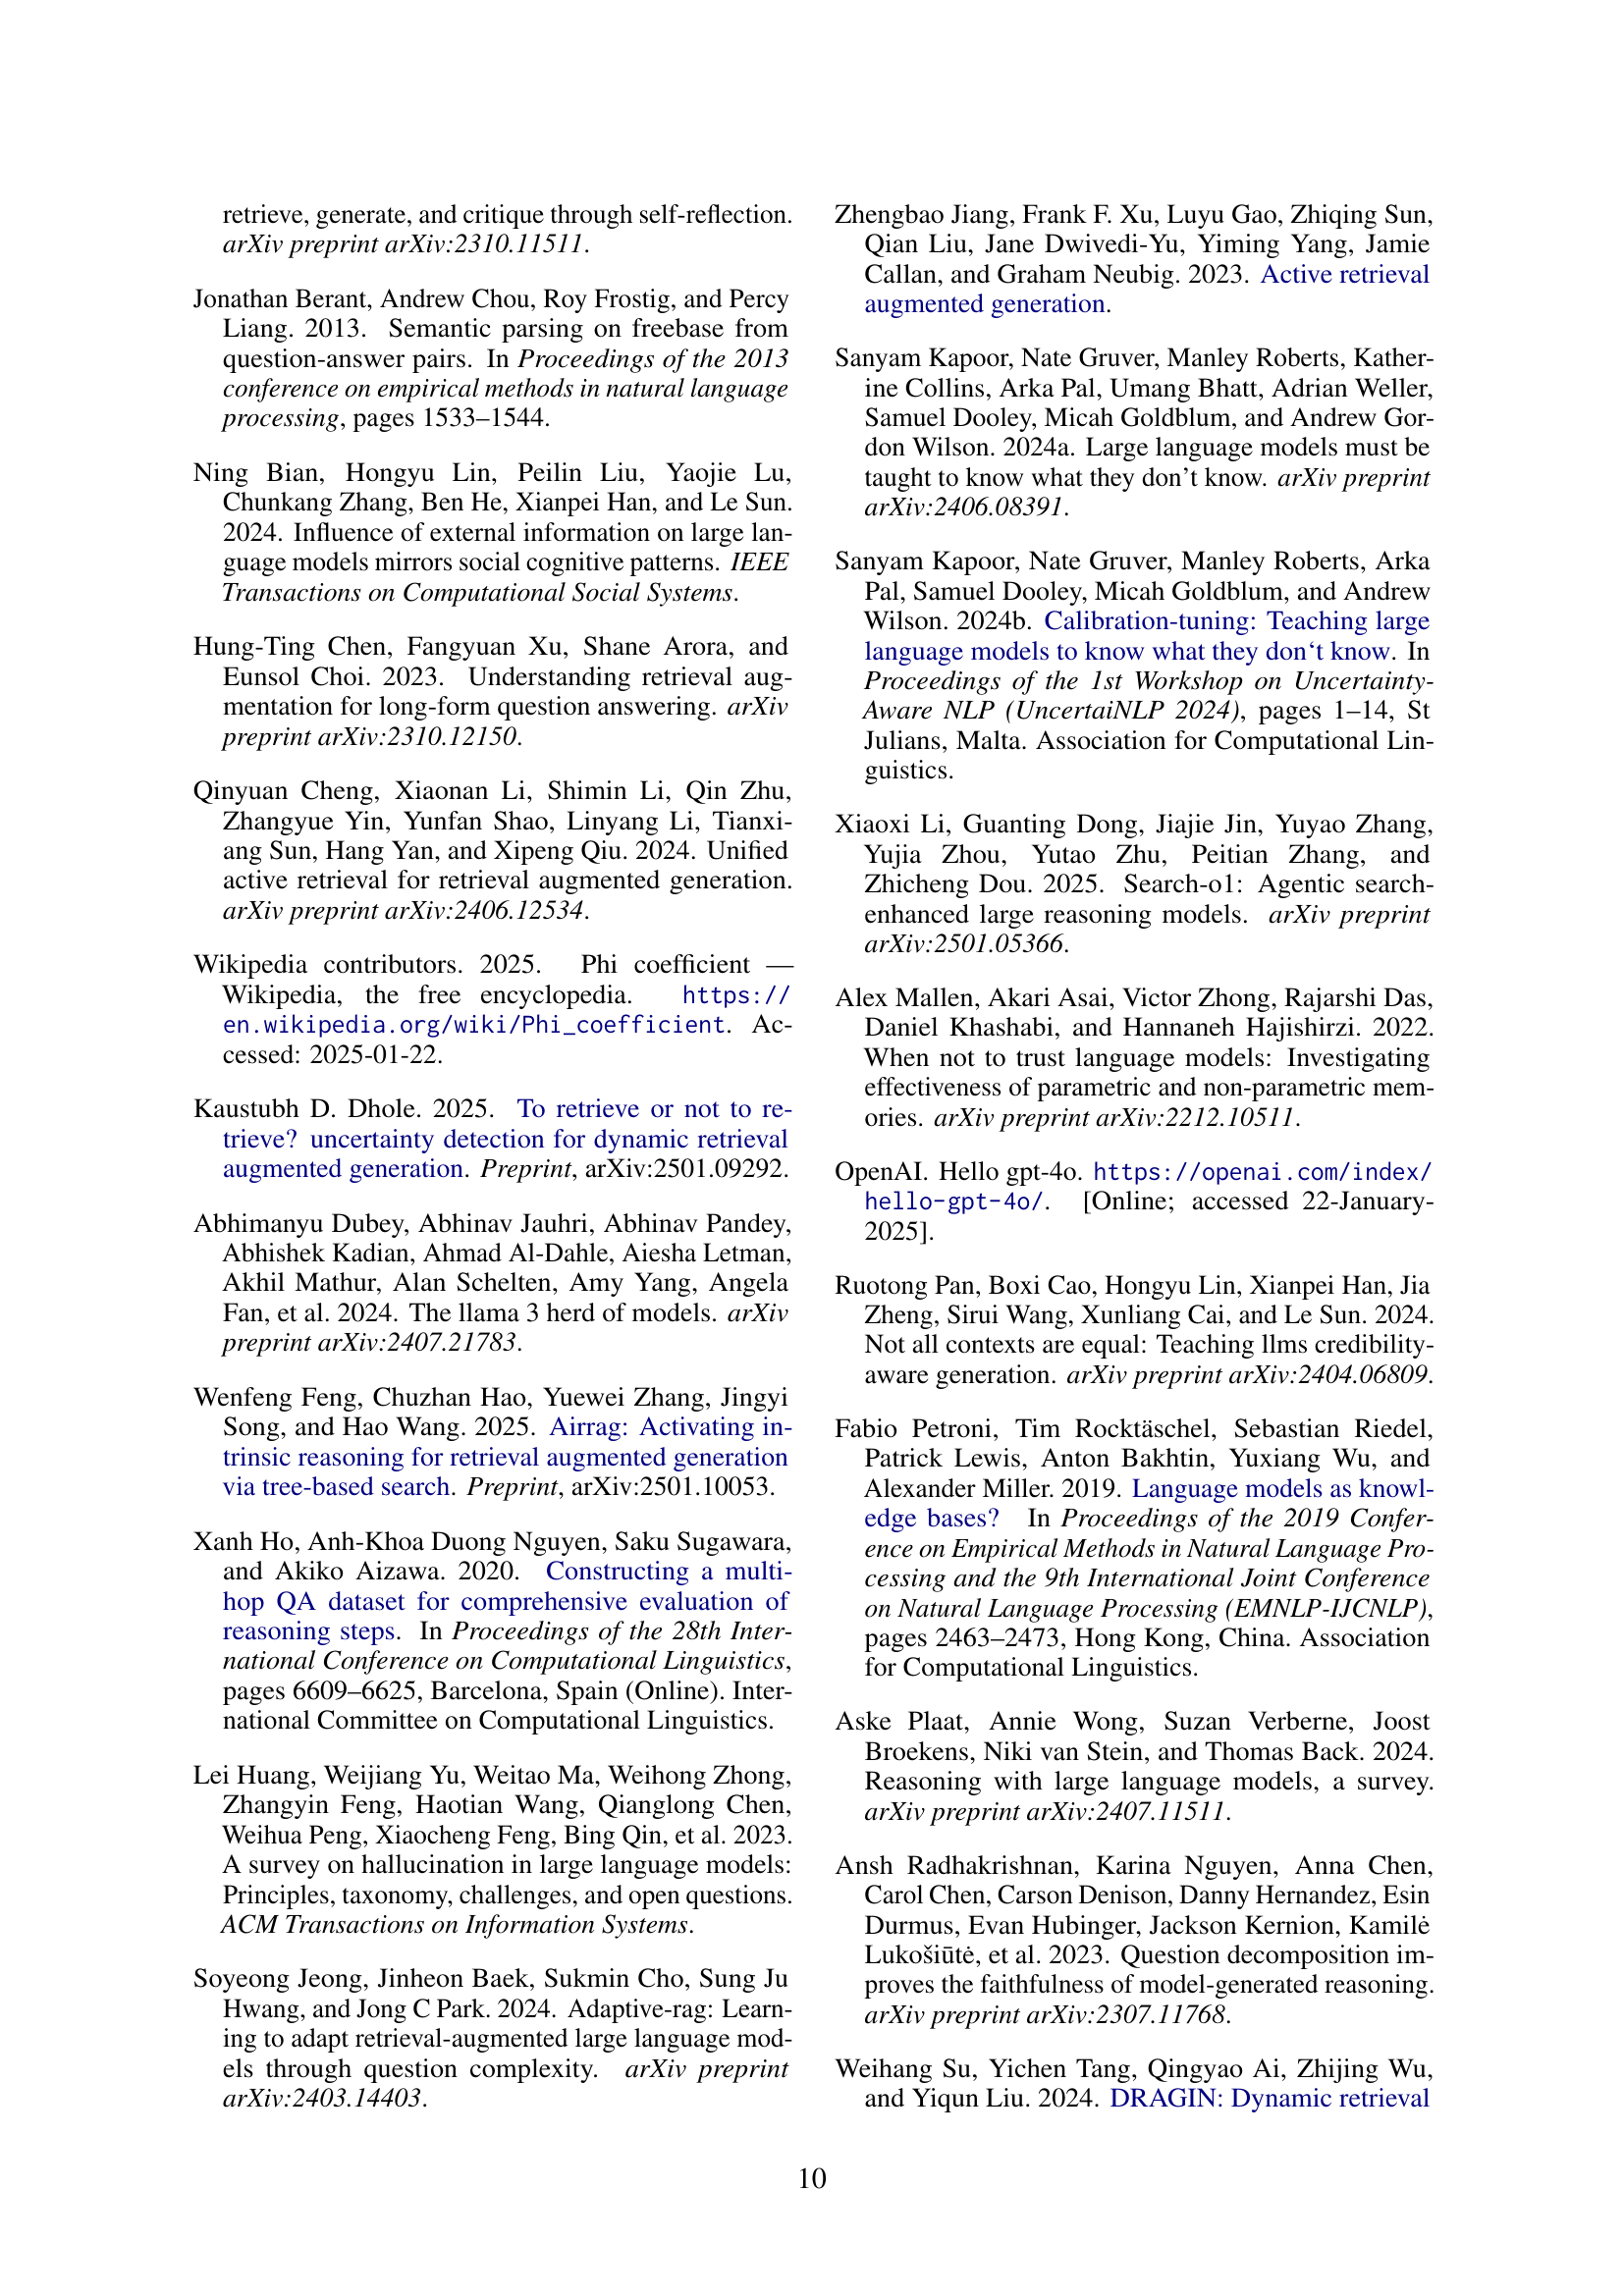 retrieve, generate, and critique through self-reflection.
arXiv preprint arXiv:2310.11511.
Jonathan Berant, Andrew Chou, Roy Frostig, and Percy
Liang. 2013. Semantic parsing on freebase from
question-answer pairs. In Proceedings of the 2013
conference on empirical methods in natural language
processing, pages 1533–1544.
Ning Bian, Hongyu Lin, Peilin Liu, Yaojie Lu,
Chunkang Zhang, Ben He, Xianpei Han, and Le Sun.
2024. Influence of external information on large lan-
guage models mirrors social cognitive patterns. IEEE
Transactions on Computational Social Systems.
Hung-Ting Chen, Fangyuan Xu, Shane Arora, and
Eunsol Choi. 2023. Understanding retrieval aug-
mentation for long-form question answering. arXiv
preprint arXiv:2310.12150.
Qinyuan Cheng, Xiaonan Li, Shimin Li, Qin Zhu,
Zhangyue Yin, Yunfan Shao, Linyang Li, Tianxi-
ang Sun, Hang Yan, and Xipeng Qiu. 2024. Unified
active retrieval for retrieval augmented generation.
arXiv preprint arXiv:2406.12534.
Wikipedia contributors. 2025. Phi coefficient —
Wikipedia, the free encyclopedia. https://
en.wikipedia.org/wiki/Phi_coefficient. Ac-
cessed: 2025-01-22.
Kaustubh D. Dhole. 2025. To retrieve or not to re-
trieve? uncertainty detection for dynamic retrieval
augmented generation. Preprint, arXiv:2501.09292.
Abhimanyu Dubey, Abhinav Jauhri, Abhinav Pandey,
Abhishek Kadian, Ahmad Al-Dahle, Aiesha Letman,
Akhil Mathur, Alan Schelten, Amy Yang, Angela
Fan, et al. 2024. The llama 3 herd of models. arXiv
preprint arXiv:2407.21783.
Wenfeng Feng, Chuzhan Hao, Yuewei Zhang, Jingyi
Song, and Hao Wang. 2025. Airrag: Activating in-
trinsic reasoning for retrieval augmented generation
via tree-based search. Preprint, arXiv:2501.10053.
Xanh Ho, Anh-Khoa Duong Nguyen, Saku Sugawara,
and Akiko Aizawa. 2020. Constructing a multi-
hop QA dataset for comprehensive evaluation of
reasoning steps. In Proceedings of the 28th Inter-
national Conference on Computational Linguistics,
pages 6609–6625, Barcelona, Spain (Online). Inter-
national Committee on Computational Linguistics.
Lei Huang, Weijiang Yu, Weitao Ma, Weihong Zhong,
Zhangyin Feng, Haotian Wang, Qianglong Chen,
Weihua Peng, Xiaocheng Feng, Bing Qin, et al. 2023.
A survey on hallucination in large language models:
Principles, taxonomy, challenges, and open questions.
ACM Transactions on Information Systems.
Soyeong Jeong, Jinheon Baek, Sukmin Cho, Sung Ju
Hwang, and Jong C Park. 2024. Adaptive-rag: Learn-
ing to adapt retrieval-augmented large language mod-
els through question complexity. arXiv preprint
arXiv:2403.14403.
Zhengbao Jiang, Frank F. Xu, Luyu Gao, Zhiqing Sun,
Qian Liu, Jane Dwivedi-Yu, Yiming Yang, Jamie
Callan, and Graham Neubig. 2023. Active retrieval
augmented generation.
Sanyam Kapoor, Nate Gruver, Manley Roberts, Kather-
ine Collins, Arka Pal, Umang Bhatt, Adrian Weller,
Samuel Dooley, Micah Goldblum, and Andrew Gor-
don Wilson. 2024a. Large language models must be
taught to know what they don't know. arXiv preprint
arXiv:2406.08391.
Sanyam Kapoor, Nate Gruver, Manley Roberts, Arka
Pal, Samuel Dooley, Micah Goldblum, and Andrew
Wilson. 2024b. Calibration-tuning: Teaching large
language models to know what they don‘t know. In
Proceedings of the 1st Workshop on Uncertainty-
Aware NLP (UncertaiNLP 2024), pages 1–14, St
Julians, Malta. Association for Computational Lin-
guistics.
Xiaoxi Li, Guanting Dong, Jiajie Jin, Yuyao Zhang,
Yujia Zhou, Yutao Zhu, Peitian Zhang, and
Zhicheng Dou. 2025. Search-o1: Agentic search-
enhanced large reasoning models. arXiv preprint
arXiv:2501.05366.
Alex Mallen, Akari Asai, Victor Zhong, Rajarshi Das,
Daniel Khashabi, and Hannaneh Hajishirzi. 2022.
When not to trust language models: Investigating
effectiveness of parametric and non-parametric mem-
ories. arXiv preprint arXiv:2212.10511.
OpenAI. Hello gpt-4o. https://openai.com/index/
hello-gpt-4o/. [Online; accessed 22-January-
2025].
Ruotong Pan, Boxi Cao, Hongyu Lin, Xianpei Han, Jia
Zheng, Sirui Wang, Xunliang Cai, and Le Sun. 2024.
Not all contexts are equal: Teaching llms credibility-
aware generation. arXiv preprint arXiv:2404.06809.
Fabio Petroni, Tim Rocktäschel, Sebastian Riedel,
Patrick Lewis, Anton Bakhtin, Yuxiang Wu, and
Alexander Miller. 2019. Language models as knowl-
edge bases? In Proceedings of the 2019 Confer-
ence on Empirical Methods in Natural Language Pro-
cessing and the 9th International Joint Conference
on Natural Language Processing (EMNLP-IJCNLP),
pages 2463–2473, Hong Kong, China. Association
for Computational Linguistics.
Aske Plaat, Annie Wong, Suzan Verberne, Joost
Broekens, Niki van Stein, and Thomas Back. 2024.
Reasoning with large language models, a survey.
arXiv preprint arXiv:2407.11511.
Ansh Radhakrishnan, Karina Nguyen, Anna Chen,
Carol Chen, Carson Denison, Danny Hernandez, Esin
Durmus, Evan Hubinger, Jackson Kernion, Kamilė
Lukošiūtė, et al. 2023. Question decomposition im-
proves the faithfulness of model-generated reasoning.
arXiv preprint arXiv:2307.11768.
Weihang Su, Yichen Tang, Qingyao Ai, Zhijing Wu,
and Yiqun Liu. 2024. DRAGIN: Dynamic retrieval
10